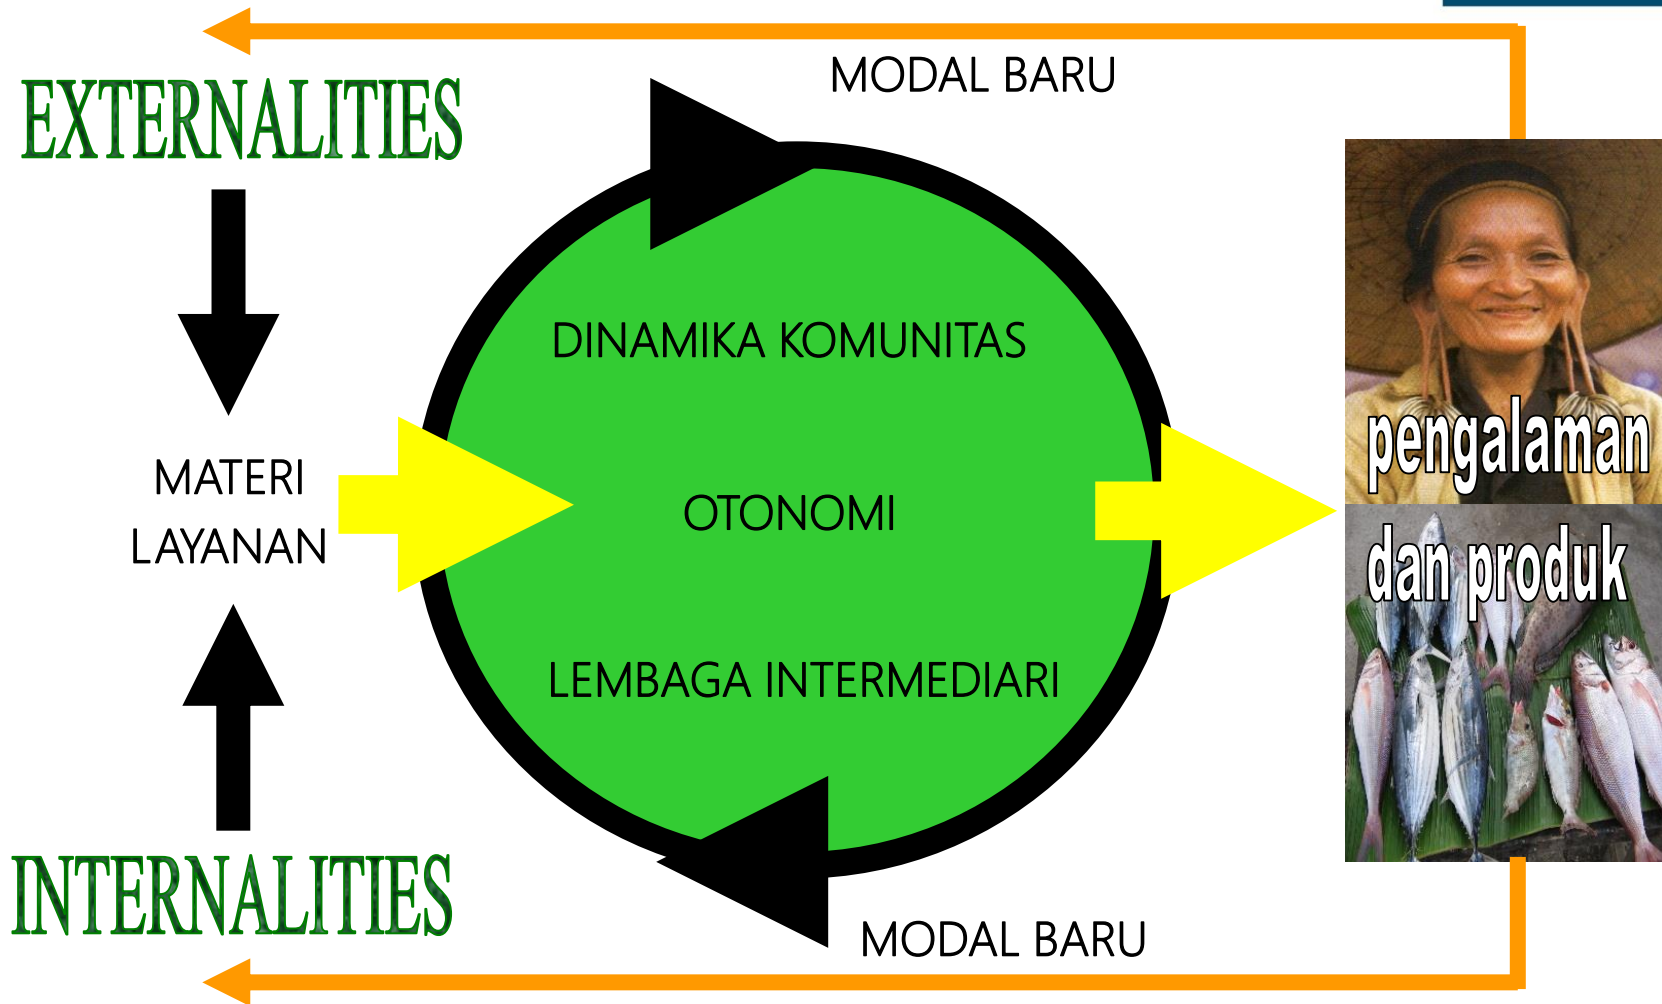 MODAL BARU
EXTERNALITIES
DINAMIKA KOMUNITAS
pengalaman
MATERI
LAYANAN
OTONOMI
dan produk
LEMBAGA INTERMEDIARI
INTERNALITIES
MODAL BARU